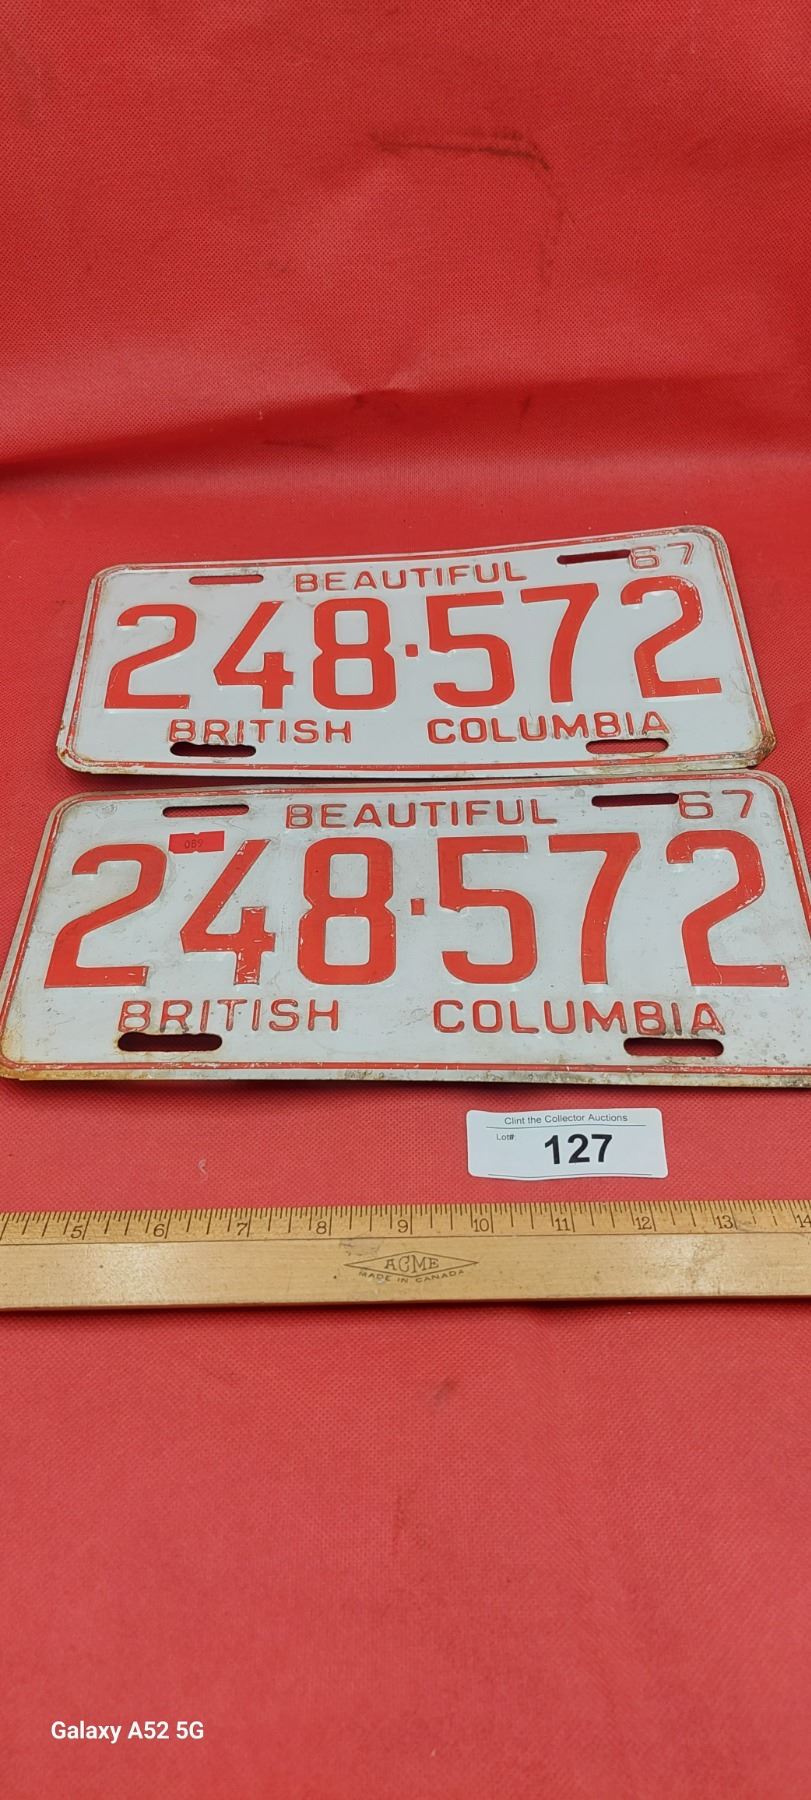 BEAUTIFUL 67
248·572
BRITISH COLUMBIA
BEAUTIFUL 67
089
248·572
BRITISH COLUMBIA
Clint the Collector Auctions
Lot#: 127
5 6 7 8 9 10 11 12 13 14
ACME
MADE IN CANADA
Galaxy A52 5G